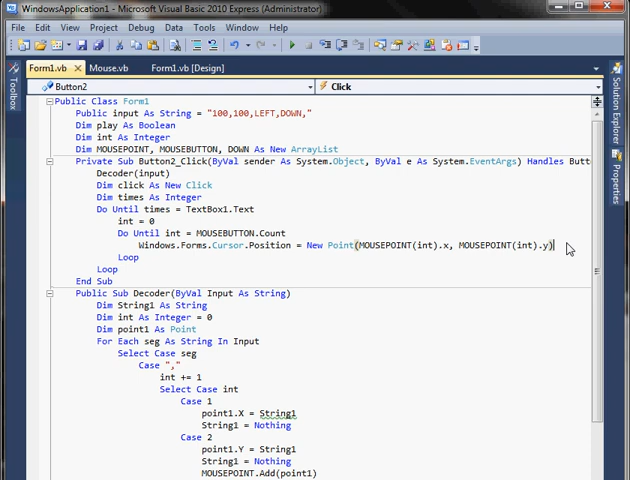 WindowsApplication1 - Microsoft Visual Basic 2010 Express (Administrator)
File Edit View Project Debug Data Tools Window Help
Form1.vb Mouse.vb Form1.vb [Design]
Toolbox
Solution Explorer
Properties
Button2 Click
Public Class Form1
Public input As String = "100,100,LEFT,DOWN,"
Dim play As Boolean
Dim int As Integer
Dim MOUSEPOINT, MOUSEBUTTON, DOWN As New ArrayList
Private Sub Button2_Click(ByVal sender As System.Object, ByVal e As System.EventArgs) Handles Butt
Decoder(input)
Dim click As New Click
Dim times As Integer
Do Until times = TextBox1.Text
int = 0
Do Until int = MOUSEBUTTON.Count
Windows.Forms.Cursor.Position = New Point(MOUSEPOINT(int).x, MOUSEPOINT(int).y)
Loop
Loop
End Sub
Public Sub Decoder(ByVal Input As String)
Dim String1 As String
Dim int As Integer = 0
Dim point1 As Point
For Each seg As String In Input
Select Case seg
Case ","
int += 1
Select Case int
Case 1
point1.X = String1
String1 = Nothing
Case 2
point1.Y = String1
String1 = Nothing
MOUSEPOINT.Add(point1)